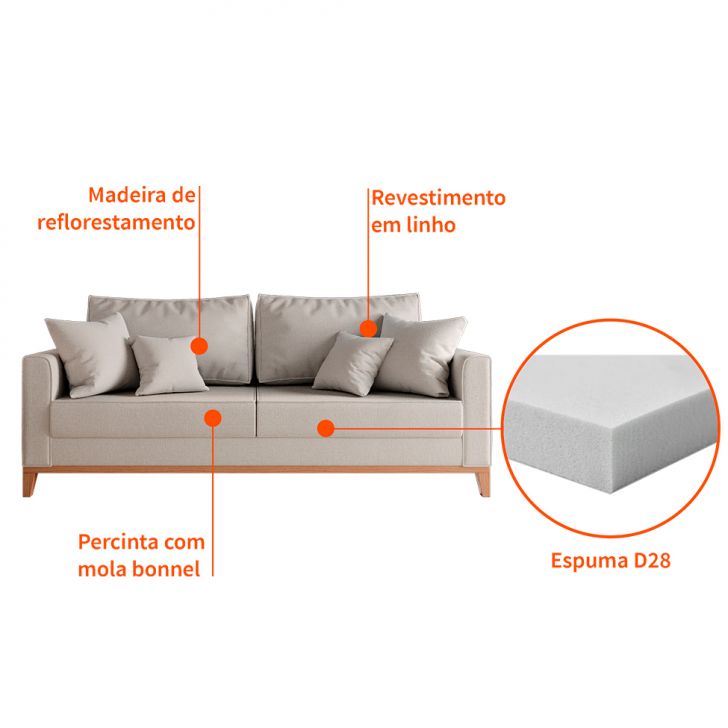 Madeira de
reflorestamento
Revestimento
em linho
Percinta com
mola bonnel
Espuma D28